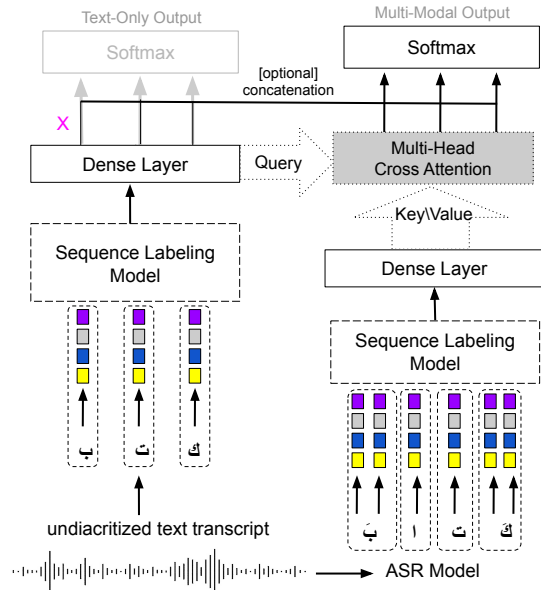 Text-Only Output
Softmax
Multi-Modal Output
Softmax
[optional]
concatenation
X
Dense Layer
Query
Multi-Head
Cross Attention
Key\Value
Sequence Labeling
Model
Dense Layer
Sequence Labeling
Model
ك ت ب
كَ ت ا بَ
undiacritized text transcript
ASR Model